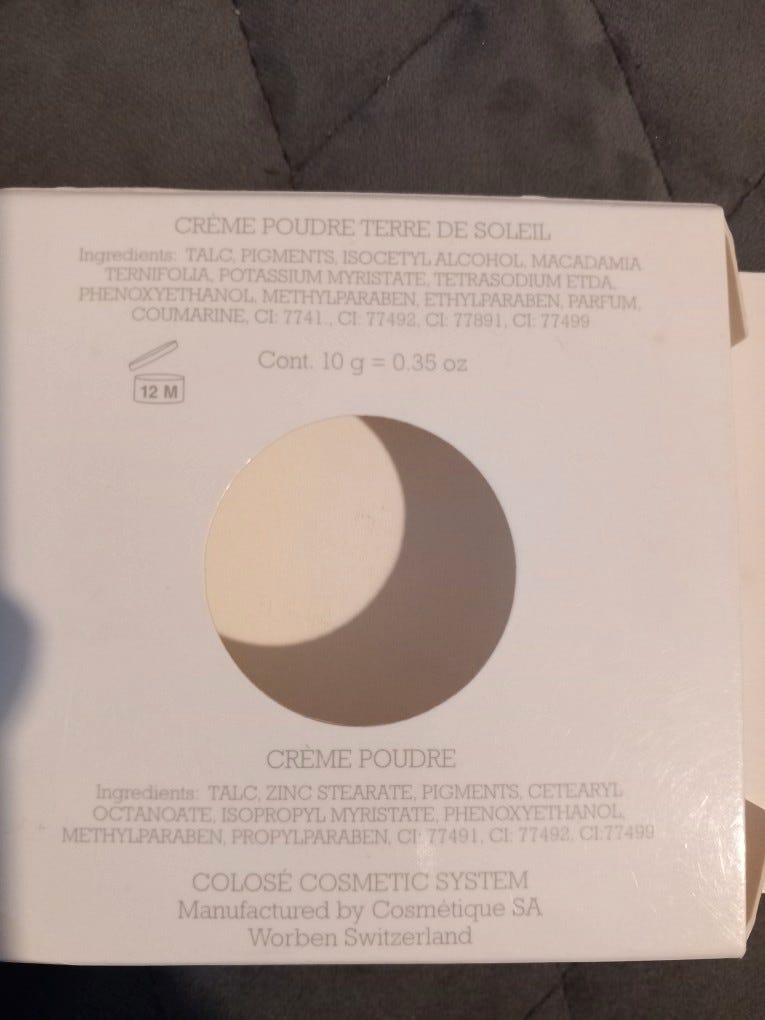 CRÈME POUDRE TERRE DE SOLEIL
Ingredients: TALC, PIGMENTS, ISOCETYL ALCOHOL, MACADAMIA
TERNIFOLIA, POTASSIUM MYRISTATE, TETRASODIUM ETDA,
PHENOXYETHANOL, METHYLPARABEN, ETHYLPARABEN, PARFUM,
COUMARINE, CI: 7741., CI: 77492, CI: 77891, CI: 77499
Cont. 10 g = 0.35 oz
12 M
CRÈME POUDRE
Ingredients: TALC, ZINC STEARATE, PIGMENTS, CETEARYL
OCTANOATE, ISOPROPYL MYRISTATE, PHENOXYETHANOL,
METHYLPARABEN, PROPYLPARABEN, CI: 77491, CI: 77492, CI:77499
COLOSÉ COSMETIC SYSTEM
Manufactured by Cosmétique SA
Worben Switzerland